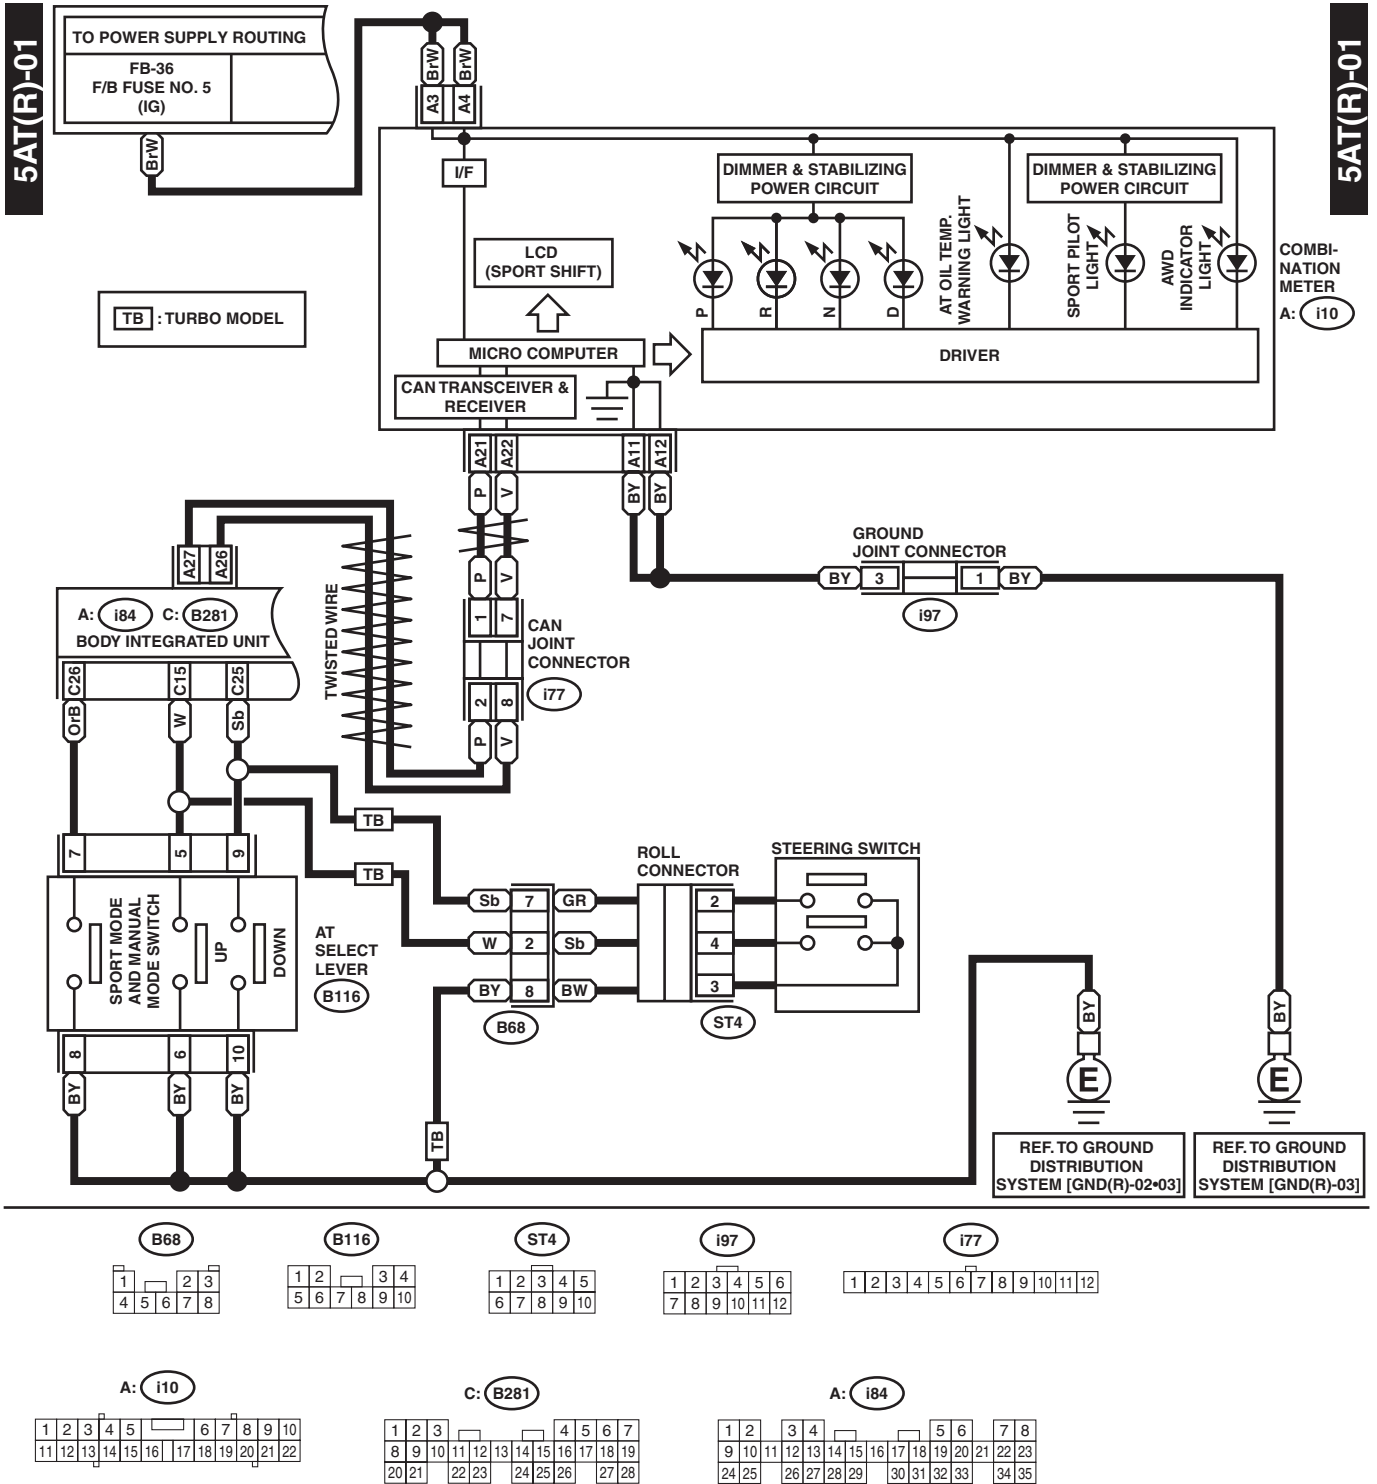 5AT(R)-01
5AT(R)-01
TO POWER SUPPLY ROUTING
FB-36
F/B FUSE NO. 5
(IG)
BrW
BrW
BrW
A3
A4
I/F
LCD
(SPORT SHIFT)
DIMMER & STABILIZING
POWER CIRCUIT
DIMMER & STABILIZING
POWER CIRCUIT
P
R
N
D
AT OIL TEMP.
WARNING LIGHT
SPORT PILOT
LIGHT
AWD
INDICATOR
LIGHT
COMBI-
NATION
METER
A: i10
TB : TURBO MODEL
MICRO COMPUTER
DRIVER
CAN TRANSCEIVER &
RECEIVER
A21
A22
A11
A12
P
V
BY
BY
GROUND
JOINT CONNECTOR
BY
3
1
BY
i97
A27
A26
A: i84 C: B281
BODY INTEGRATED UNIT
TWISTED WIRE
P
V
1
7
CAN
JOINT
CONNECTOR
i77
2
8
P
V
C26
C15
C25
OrB
W
Sb
TB
TB
7
5
9
SPORT MODE
AND MANUAL
MODE SWITCH
UP
DOWN
AT
SELECT
LEVER
B116
ROLL
CONNECTOR
STEERING SWITCH
Sb
7
GR
2
W
2
Sb
4
BY
8
BW
3
B68
ST4
8
6
10
BY
BY
BY
TB
BY
BY
E
E
REF. TO GROUND
DISTRIBUTION
SYSTEM [GND(R)-02•03]
REF. TO GROUND
DISTRIBUTION
SYSTEM [GND(R)-03]
B68
1 2 3
4 5 6 7 8
B116
1 2 3 4
5 6 7 8 9 10
ST4
1 2 3 4 5
6 7 8 9 10
i97
1 2 3 4 5 6
7 8 9 10 11 12
i77
1 2 3 4 5 6 7 8 9 10 11 12
A: i10
1 2 3 4 5 6 7 8 9 10
11 12 13 14 15 16 17 18 19 20 21 22
C: B281
1 2 3 4 5 6 7
8 9 10 11 12 13 14 15 16 17 18 19
20 21 22 23 24 25 26 27 28
A: i84
1 2 3 4 5 6 7 8
9 10 11 12 13 14 15 16 17 18 19 20 21 22 23
24 25 26 27 28 29 30 31 32 33 34 35